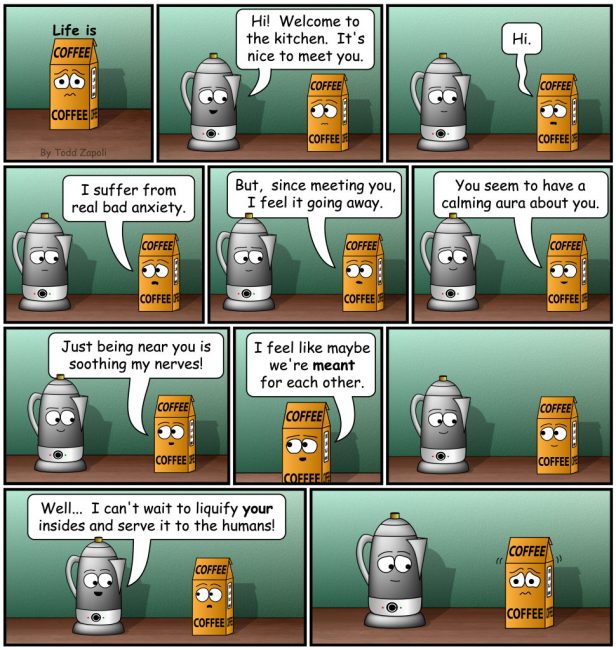 Life is
COFFEE
COFFEE
By Todd Zapoli
Hi! Welcome to
the kitchen. It's
nice to meet you.
COFFEE
COFFEE
Hi.
COFFEE
COFFEE
I suffer from
real bad anxiety.
COFFEE
COFFEE
But, since meeting you,
I feel it going away.
COFFEE
COFFEE
You seem to have a
calming aura about you.
COFFEE
COFFEE
Just being near you is
soothing my nerves!
COFFEE
COFFEE
I feel like maybe
we're meant
for each other.
COFFEE
COFFEE
COFFEE
COFFEE
Well... I can't wait to liquify your
insides and serve it to the humans!
COFFEE
COFFEE
COFFEE
COFFEE